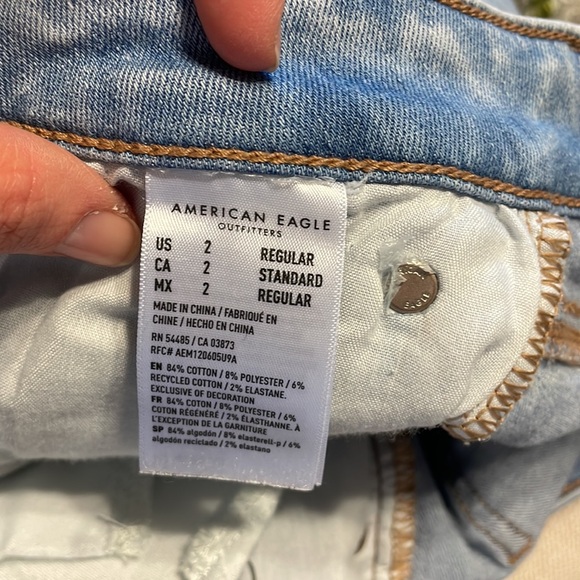 AMERICAN EAGLE
OUTFITTERS
US 2 REGULAR
CA 2 STANDARD
MX 2 REGULAR
MADE IN CHINA / FABRIQUÉ EN
CHINE / HECHO EN CHINA
RN 54485 / CA 03873
RFC# AEM120605U9A
EN 84% COTTON / 8% POLYESTER / 6%
RECYCLED COTTON / 2% ELASTANE.
EXCLUSIVE OF DECORATION
FR 84% COTON / 8% POLYESTER / 6%
COTON RÉGÉNÉRÉ / 2% ÉLASTHANNE. À
L'EXCEPTION DE LA GARNITURE
SP 84% algodón / 8% elastereil-p / 6%
algodón reciclado / 2% elastano
EAGLE